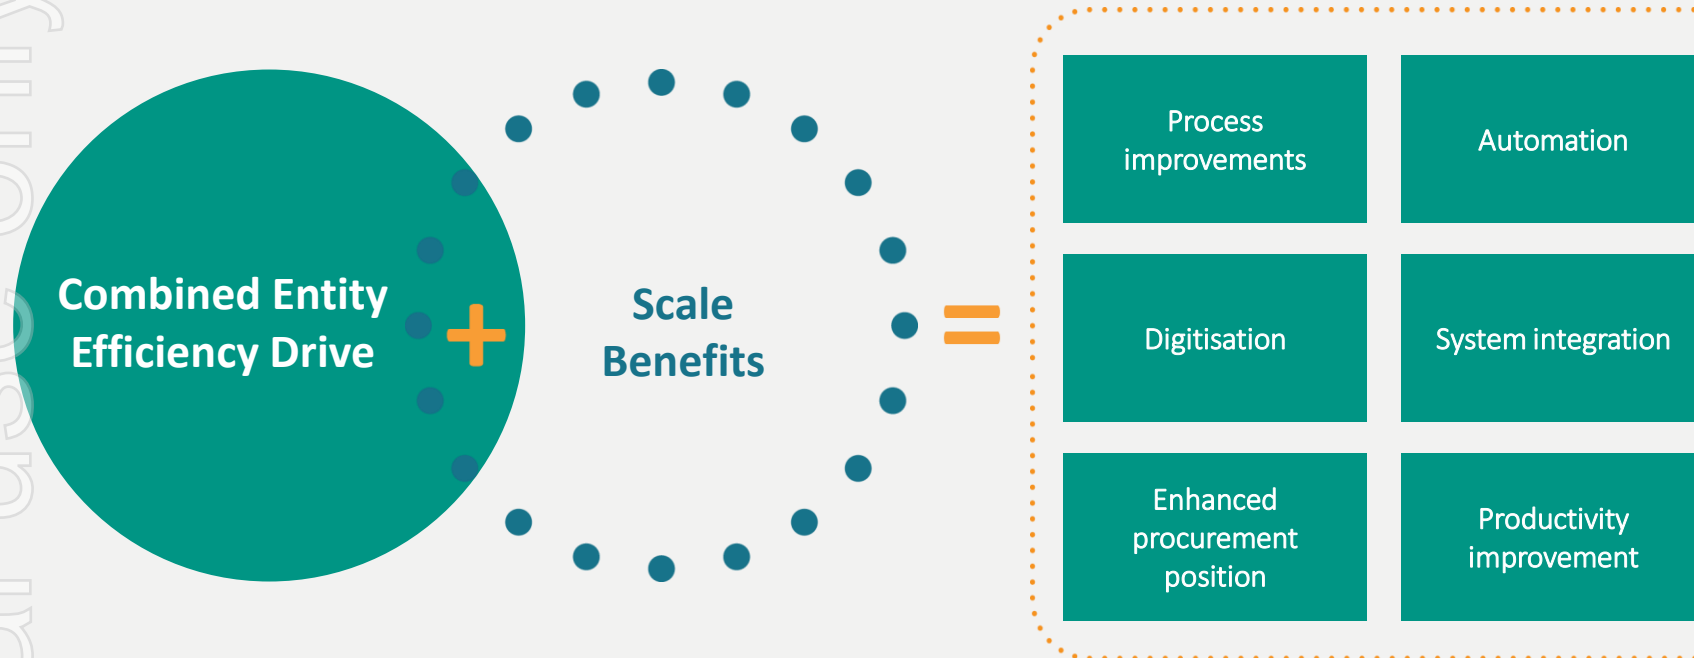 Combined Entity
Efficiency Drive
+
Scale
Benefits
=
Process
improvements
Automation
Digitisation
System integration
Enhanced
procurement
position
Productivity
improvement